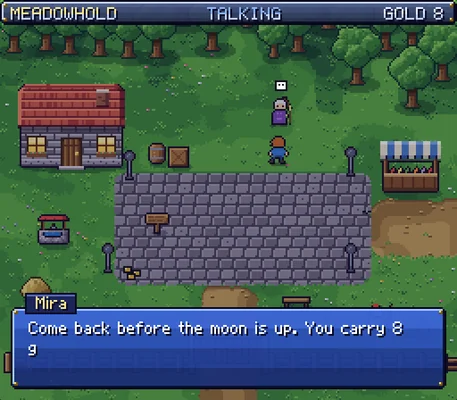 MEADOWHOLD TALKING GOLD 8
Mira
Come back before the moon is up. You carry 8
g